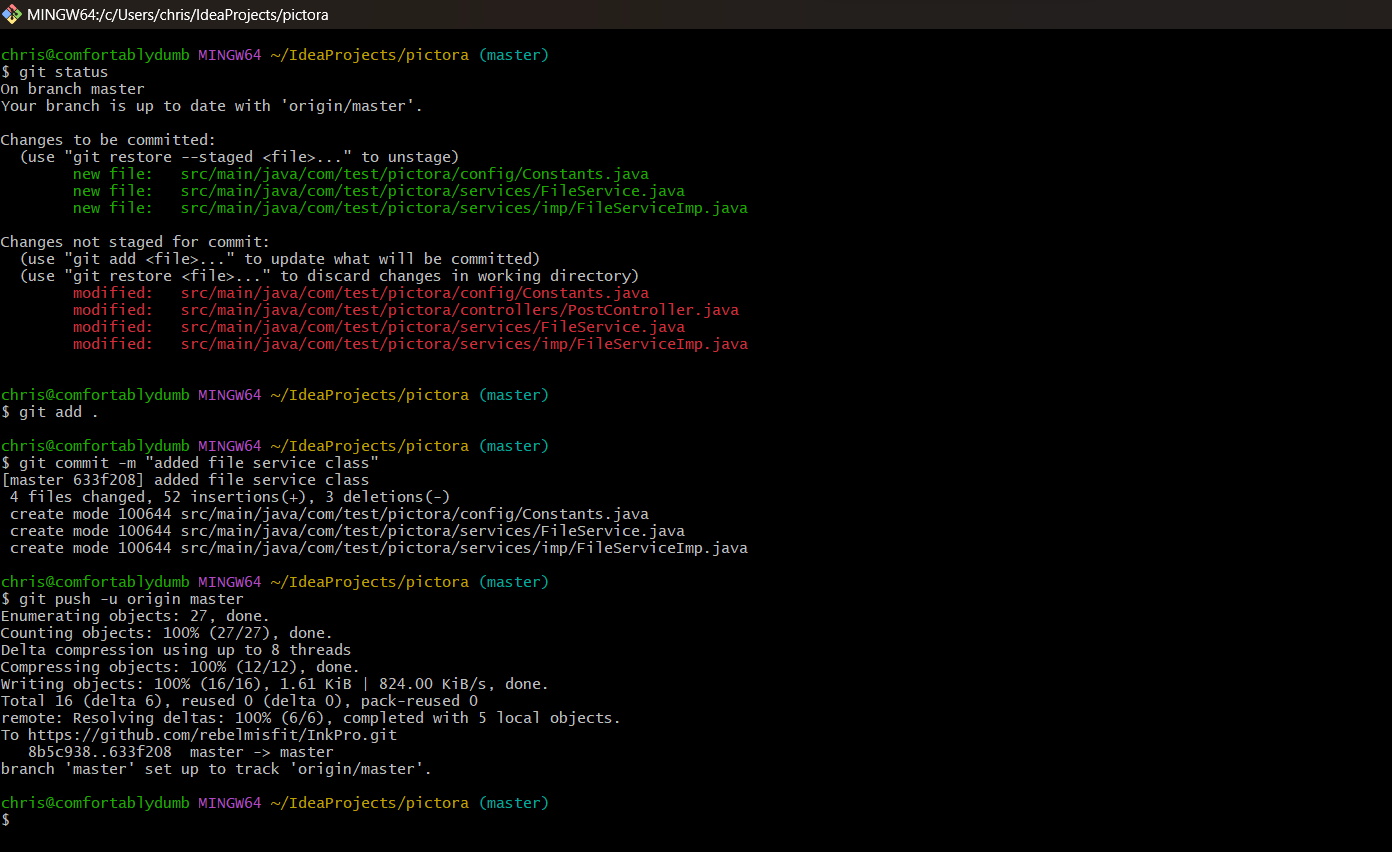 MINGW64:/c/Users/chris/IdeaProjects/pictora
chris@comfortablydumb MINGW64 ~/IdeaProjects/pictora (master)
$ git status
On branch master
Your branch is up to date with 'origin/master'.
Changes to be committed:
  (use "git restore --staged <file>..." to unstage)
        new file:   src/main/java/com/test/pictora/config/Constants.java
        new file:   src/main/java/com/test/pictora/services/FileService.java
        new file:   src/main/java/com/test/pictora/services/imp/FileServiceImp.java
Changes not staged for commit:
  (use "git add <file>..." to update what will be committed)
  (use "git restore <file>..." to discard changes in working directory)
        modified:   src/main/java/com/test/pictora/config/Constants.java
        modified:   src/main/java/com/test/pictora/controllers/PostController.java
        modified:   src/main/java/com/test/pictora/services/FileService.java
        modified:   src/main/java/com/test/pictora/services/imp/FileServiceImp.java
chris@comfortablydumb MINGW64 ~/IdeaProjects/pictora (master)
$ git add .
chris@comfortablydumb MINGW64 ~/IdeaProjects/pictora (master)
$ git commit -m "added file service class"
[master 633f208] added file service class
 4 files changed, 52 insertions(+), 3 deletions(-)
 create mode 100644 src/main/java/com/test/pictora/config/Constants.java
 create mode 100644 src/main/java/com/test/pictora/services/FileService.java
 create mode 100644 src/main/java/com/test/pictora/services/imp/FileServiceImp.java
chris@comfortablydumb MINGW64 ~/IdeaProjects/pictora (master)
$ git push -u origin master
Enumerating objects: 27, done.
Counting objects: 100% (27/27), done.
Delta compression using up to 8 threads
Compressing objects: 100% (12/12), done.
Writing objects: 100% (16/16), 1.61 KiB | 824.00 KiB/s, done.
Total 16 (delta 6), reused 0 (delta 0), pack-reused 0
remote: Resolving deltas: 100% (6/6), completed with 5 local objects.
To https://github.com/rebelmisfit/InkPro.git
   8b5c938..633f208  master -> master
branch 'master' set up to track 'origin/master'.
chris@comfortablydumb MINGW64 ~/IdeaProjects/pictora (master)
$